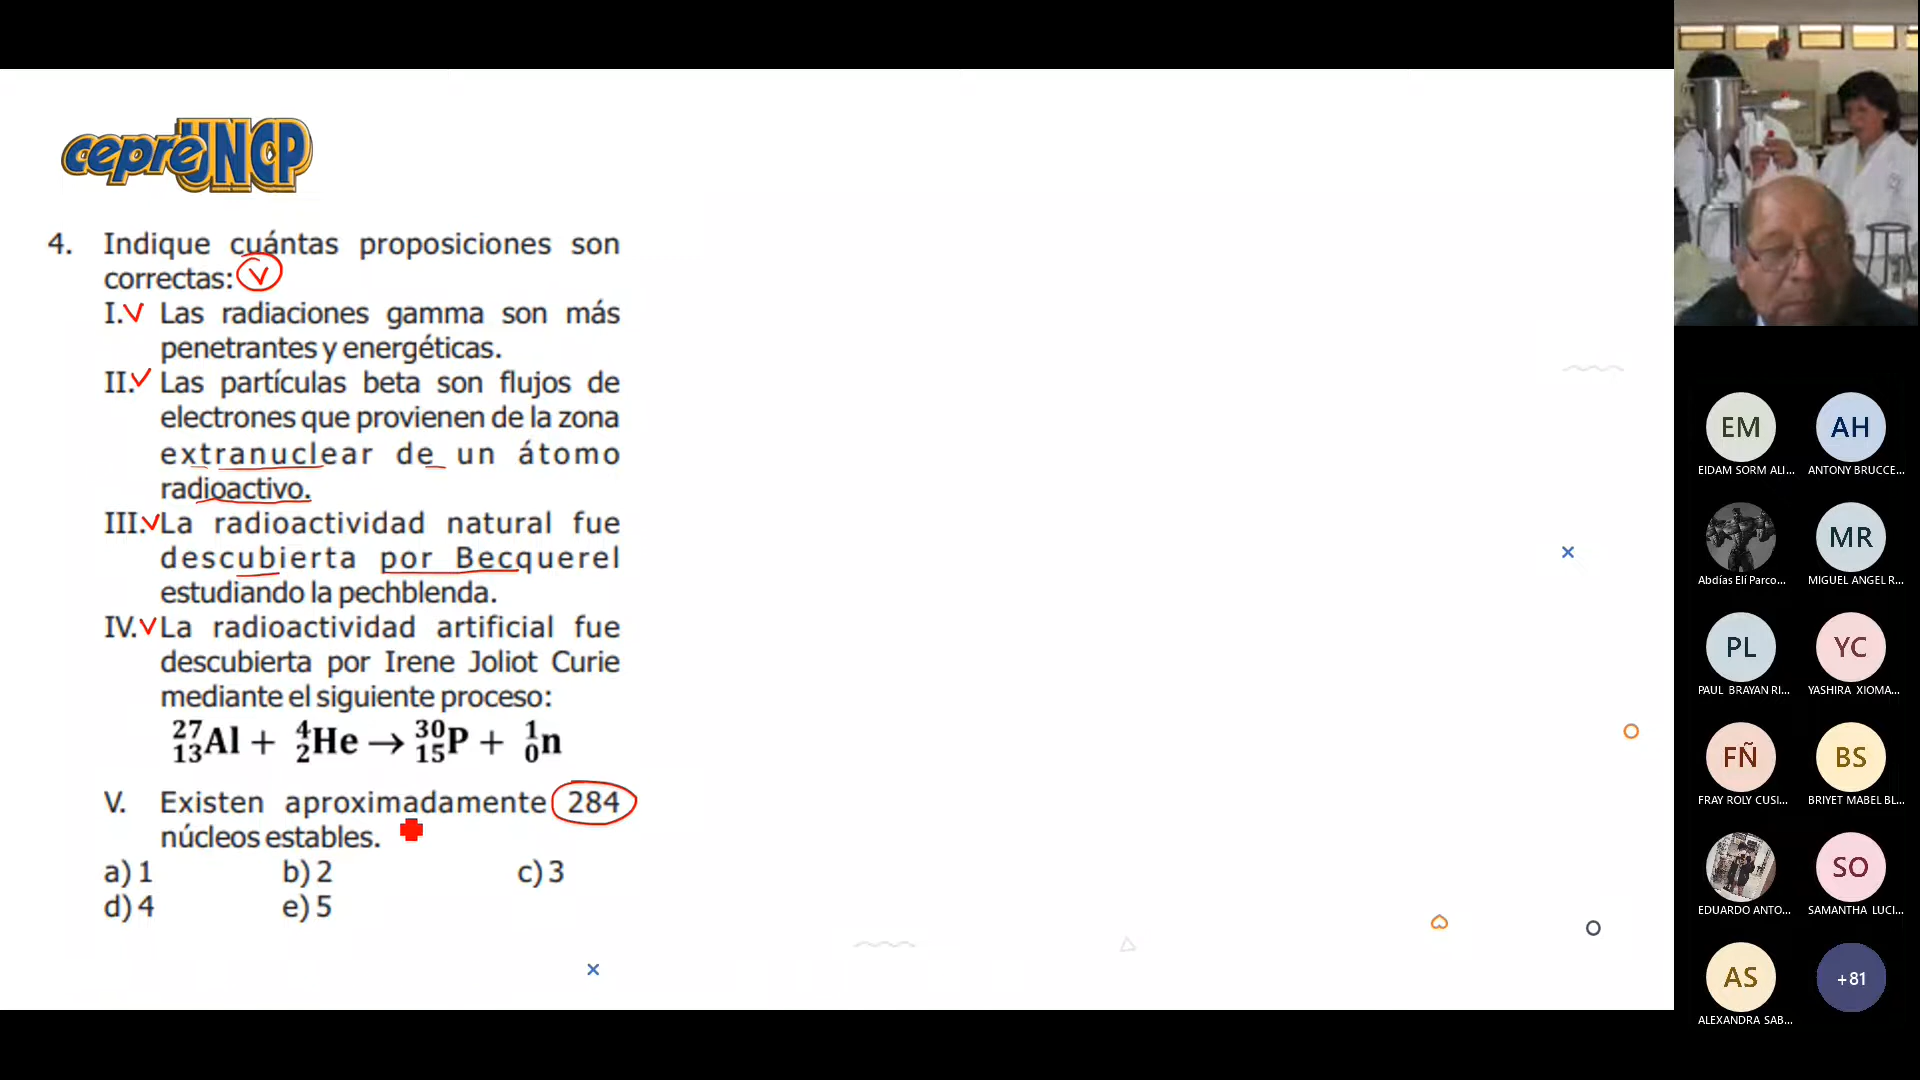 cepreUNCP
4. Indique cuántas proposiciones son
correctas: V
I. V Las radiaciones gamma son más
penetrantes y energéticas.
II. V Las partículas beta son flujos de
electrones que provienen de la zona
extranuclear de un átomo
radioactivo.
III. V La radioactividad natural fue
descubierta por Becquerel
estudiando la pechblenda.
IV. V La radioactividad artificial fue
descubierta por Irene Joliot Curie
mediante el siguiente proceso:
²⁷₁₃Al + ⁴₂He → ³⁰₁₅P + ¹₀n
V. Existen aproximadamente 284
núcleos estables.
a) 1 b) 2 c) 3
d) 4 e) 5
EM AH
EIDAM SORM ALI... ANTONY BRUCCE...
MR
Abdías Elí Parco... MIGUEL ANGEL R...
PL YC
PAUL BRAYAN RI... YASHIRA XIOMA...
FÑ BS
FRAY ROLY CUSI... BRIYET MABEL BL...
SO
EDUARDO ANTO... SAMANTHA LUCI...
AS +81
ALEXANDRA SAB...